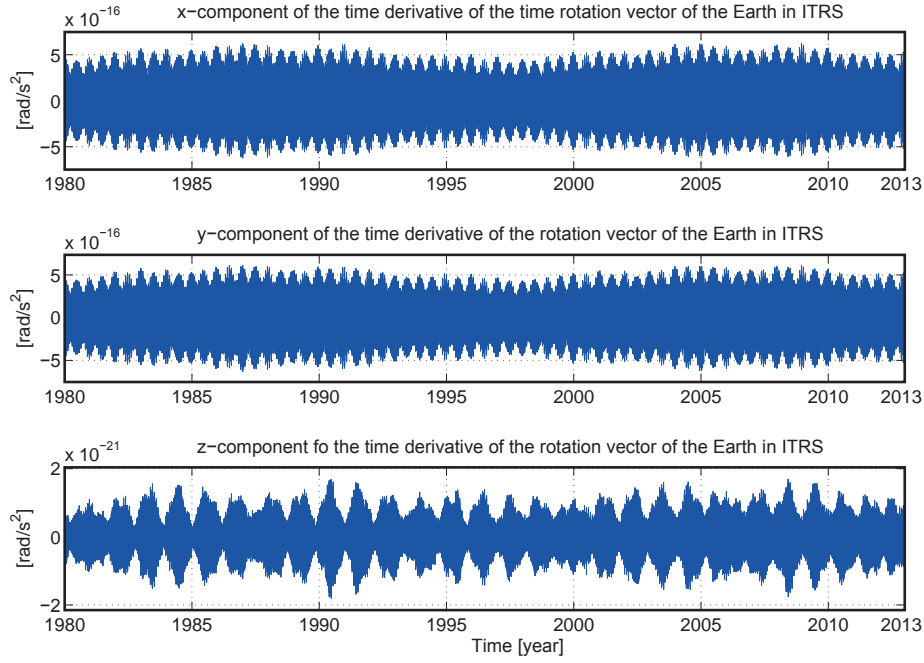 x−component of the time derivative of the time rotation vector of the Earth in ITRS
x 10−16
5
0
−5
[rad/s2]
1980 1985 1990 1995 2000 2005 2010 2013
y−component of the time derivative of the rotation vector of the Earth in ITRS
x 10−16
5
0
−5
[rad/s2]
1980 1985 1990 1995 2000 2005 2010 2013
z−component fo the time derivative of the rotation vector of the Earth in ITRS
x 10−21
2
0
−2
[rad/s2]
1980 1985 1990 1995 2000 2005 2010 2013
Time [year]